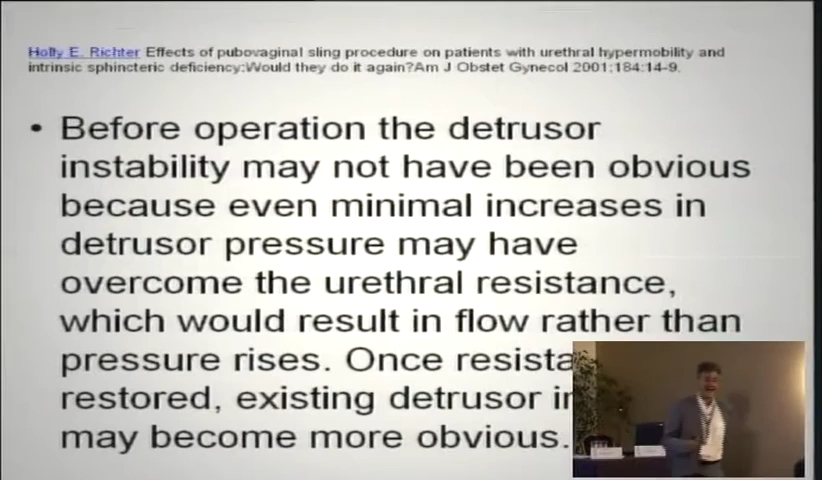 Holly E. Richter Effects of pubovaginal sling procedure on patients with urethral hypermobility and
intrinsic sphincteric deficiency:Would they do it again?Am J Obstet Gynecol 2001;184:14-9.
• Before operation the detrusor
instability may not have been obvious
because even minimal increases in
detrusor pressure may have
overcome the urethral resistance,
which would result in flow rather than
pressure rises. Once resista
restored, existing detrusor in
may become more obvious.